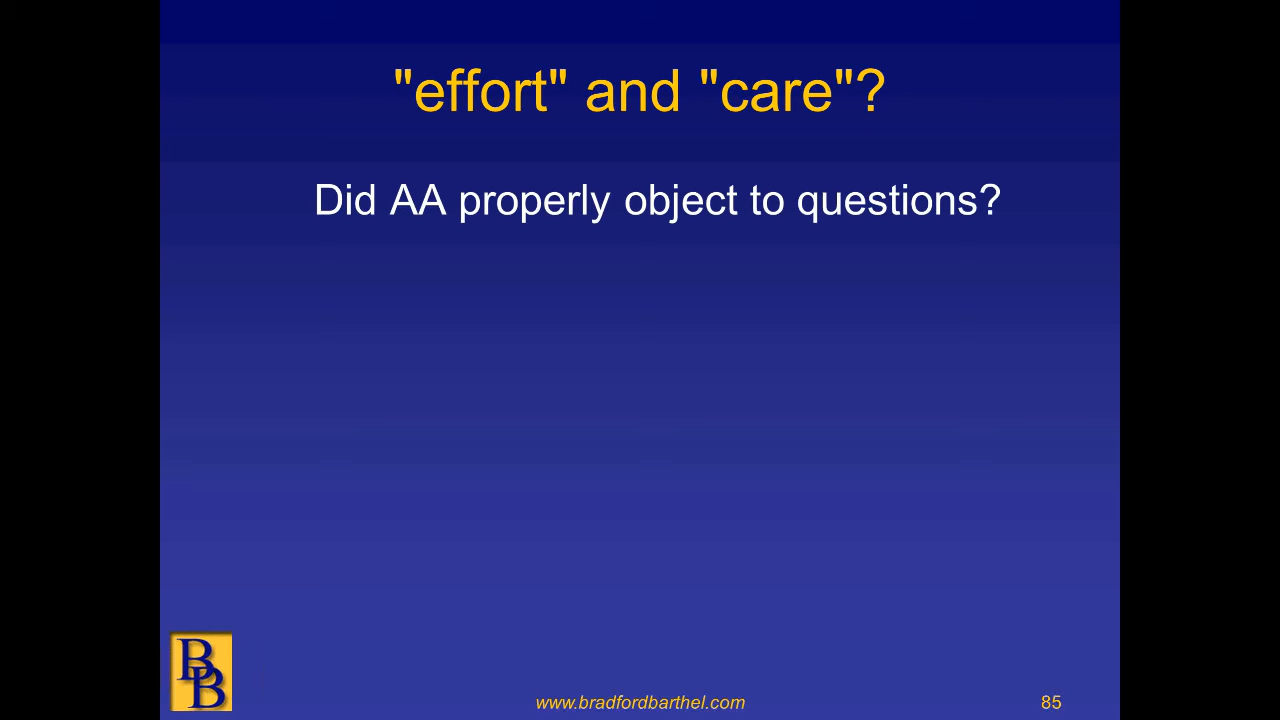 "effort" and "care"?
Did AA properly object to questions?
BB
www.bradfordbarthel.com
85